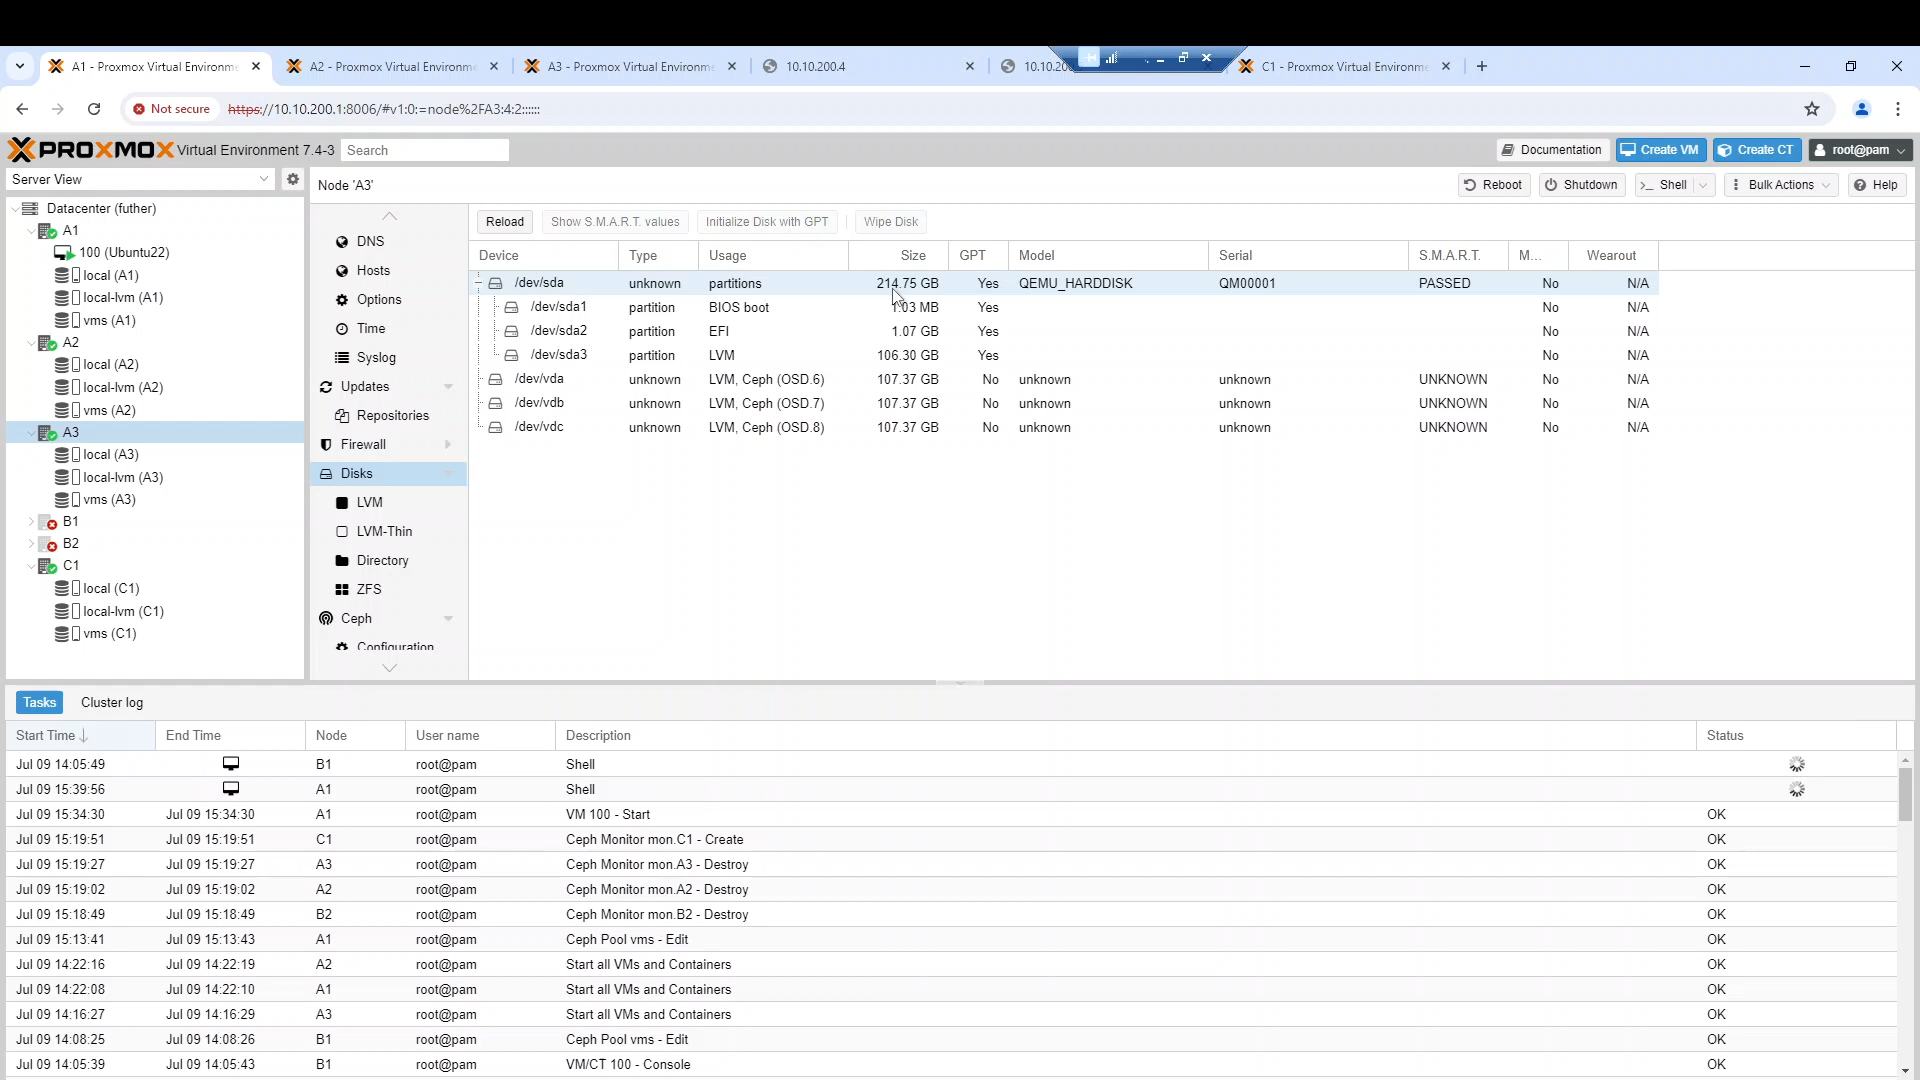 A1 - Proxmox Virtual Environme
A2 - Proxmox Virtual Environme
A3 - Proxmox Virtual Environme
10.10.200.4
10.10.20
C1 - Proxmox Virtual Environme
Not secure
https://10.10.200.1:8006/#v1:0:=node%2FA3:4:2::::::
PROXMOX Virtual Environment 7.4-3
Search
Documentation
Create VM
Create CT
root@pam
Server View
Node 'A3'
Reboot
Shutdown
Shell
Bulk Actions
Help
Datacenter (futher)
A1
100 (Ubuntu22)
local (A1)
local-lvm (A1)
vms (A1)
A2
local (A2)
local-lvm (A2)
vms (A2)
A3
local (A3)
local-lvm (A3)
vms (A3)
B1
B2
C1
local (C1)
local-lvm (C1)
vms (C1)
DNS
Hosts
Options
Time
Syslog
Updates
Repositories
Firewall
Disks
LVM
LVM-Thin
Directory
ZFS
Ceph
Configuration
Reload Show S.M.A.R.T. values Initialize Disk with GPT Wipe Disk
Device Type Usage Size GPT Model Serial S.M.A.R.T. M... Wearout
/dev/sda unknown partitions 214.75 GB Yes QEMU_HARDDISK QM00001 PASSED No N/A
/dev/sda1 partition BIOS boot 1.03 MB Yes No N/A
/dev/sda2 partition EFI 1.07 GB Yes No N/A
/dev/sda3 partition LVM 106.30 GB Yes No N/A
/dev/vda unknown LVM, Ceph (OSD.6) 107.37 GB No unknown unknown UNKNOWN No N/A
/dev/vdb unknown LVM, Ceph (OSD.7) 107.37 GB No unknown unknown UNKNOWN No N/A
/dev/vdc unknown LVM, Ceph (OSD.8) 107.37 GB No unknown unknown UNKNOWN No N/A
Tasks Cluster log
Start Time End Time Node User name Description Status
Jul 09 14:05:49 B1 root@pam Shell
Jul 09 15:39:56 A1 root@pam Shell
Jul 09 15:34:30 Jul 09 15:34:30 A1 root@pam VM 100 - Start OK
Jul 09 15:19:51 Jul 09 15:19:51 C1 root@pam Ceph Monitor mon.C1 - Create OK
Jul 09 15:19:27 Jul 09 15:19:27 A3 root@pam Ceph Monitor mon.A3 - Destroy OK
Jul 09 15:19:02 Jul 09 15:19:02 A2 root@pam Ceph Monitor mon.A2 - Destroy OK
Jul 09 15:18:49 Jul 09 15:18:49 B2 root@pam Ceph Monitor mon.B2 - Destroy OK
Jul 09 15:13:41 Jul 09 15:13:43 A1 root@pam Ceph Pool vms - Edit OK
Jul 09 14:22:16 Jul 09 14:22:19 A2 root@pam Start all VMs and Containers OK
Jul 09 14:22:08 Jul 09 14:22:10 A1 root@pam Start all VMs and Containers OK
Jul 09 14:16:27 Jul 09 14:16:29 A3 root@pam Start all VMs and Containers OK
Jul 09 14:08:25 Jul 09 14:08:26 B1 root@pam Ceph Pool vms - Edit OK
Jul 09 14:05:39 Jul 09 14:05:43 B1 root@pam VM/CT 100 - Console OK